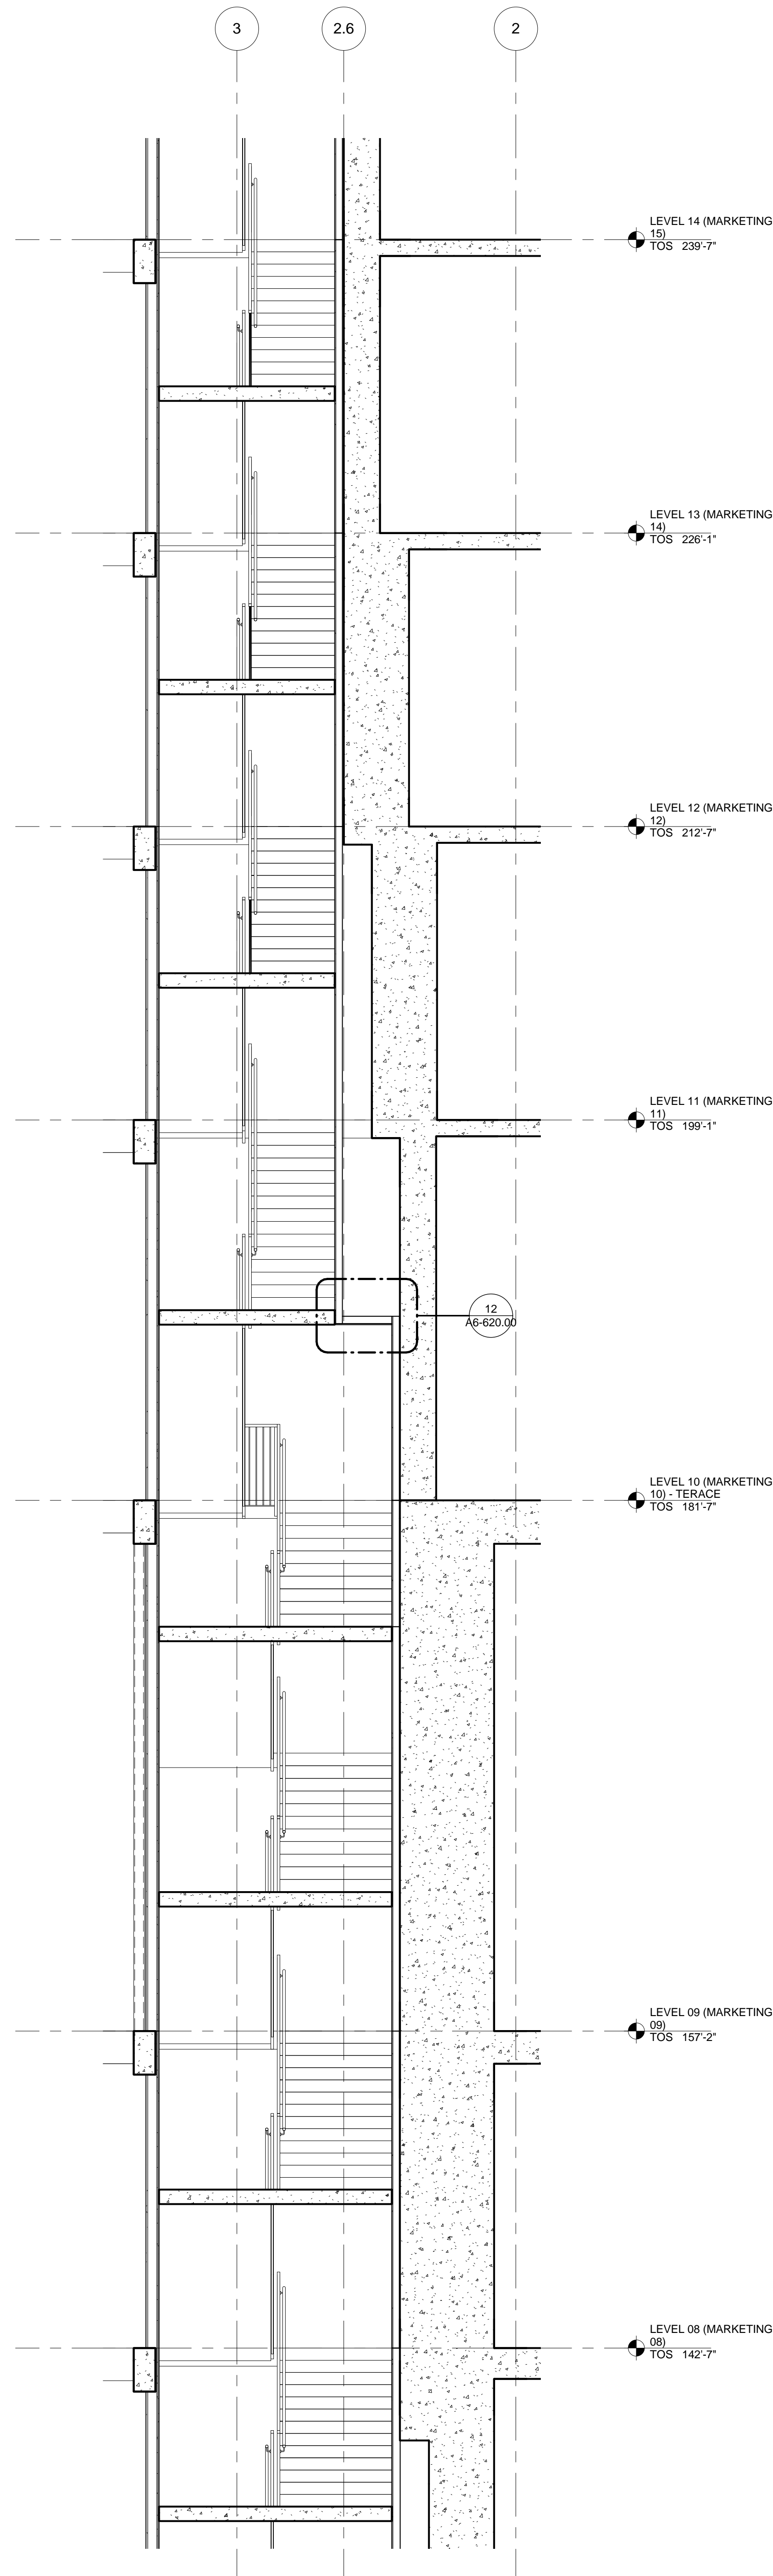 3
2.6
2
LEVEL 14 (MARKETING
15)
TOS 239'-7"
LEVEL 13 (MARKETING
14)
TOS 226'-1"
LEVEL 12 (MARKETING
12)
TOS 212'-7"
LEVEL 11 (MARKETING
11)
TOS 199'-1"
12
A6-620.00
LEVEL 10 (MARKETING
10) - TERACE
TOS 181'-7"
LEVEL 09 (MARKETING
09)
TOS 157'-2"
LEVEL 08 (MARKETING
08)
TOS 142'-7"